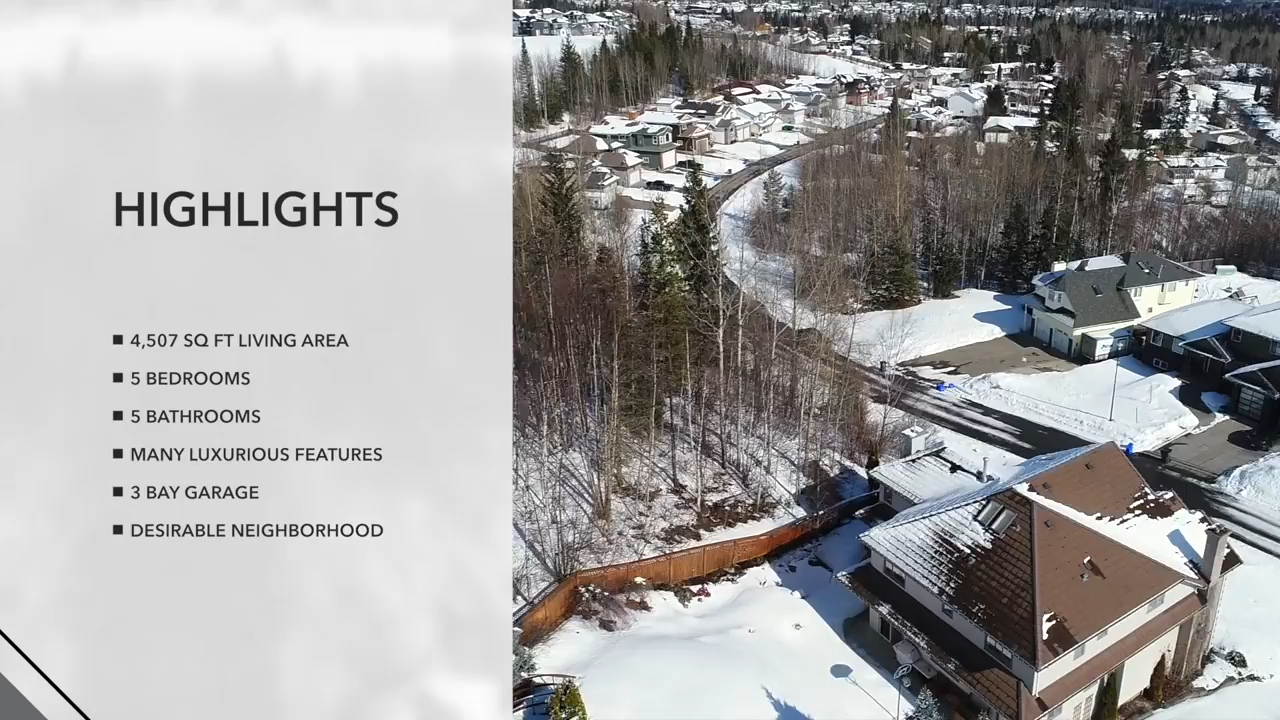 HIGHLIGHTS
■ 4,507 SQ FT LIVING AREA
■ 5 BEDROOMS
■ 5 BATHROOMS
■ MANY LUXURIOUS FEATURES
■ 3 BAY GARAGE
■ DESIRABLE NEIGHBORHOOD